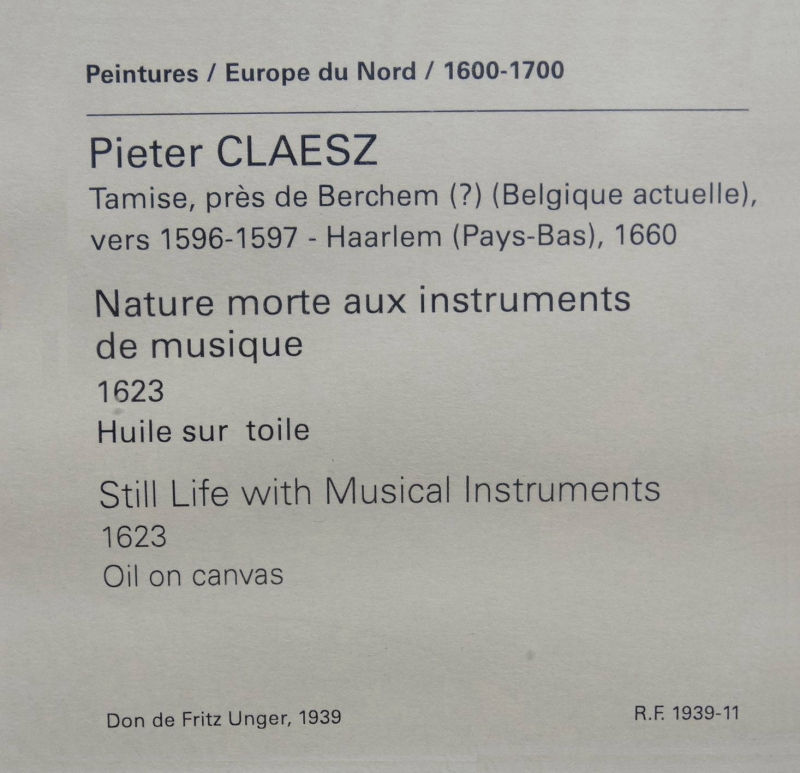 Peintures / Europe du Nord / 1600-1700
Pieter CLAESZ
Tamise, près de Berchem (?) (Belgique actuelle),
vers 1596-1597 - Haarlem (Pays-Bas), 1660
Nature morte aux instruments
de musique
1623
Huile sur toile
Still Life with Musical Instruments
1623
Oil on canvas
Don de Fritz Unger, 1939
R.F. 1939-11